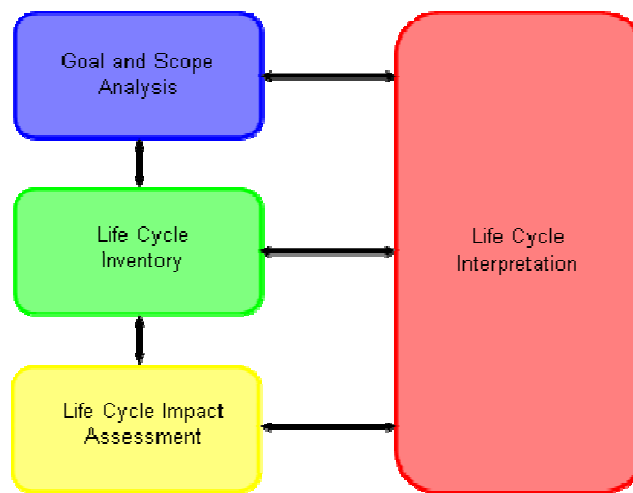 Goal and Scope
Analysis
Life Cycle
Inventory
Life Cycle
Interpretation
Life Cycle Impact
Assessment